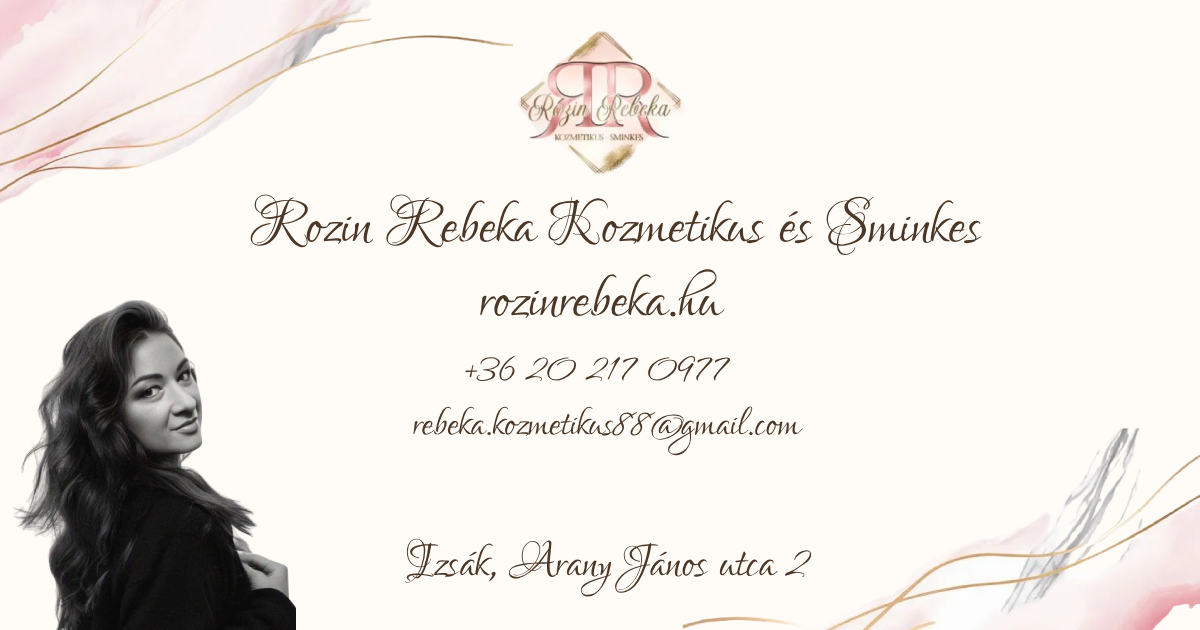 RR
Rozin Rebeka
KOZMETIKUS - SMINKES
Rozin Rebeka Kozmetikus és Sminkes
rozinrebeka.hu
+36 20 217 0977
rebeka.kozmetikus88@gmail.com
Izsák, Arany János utca 2